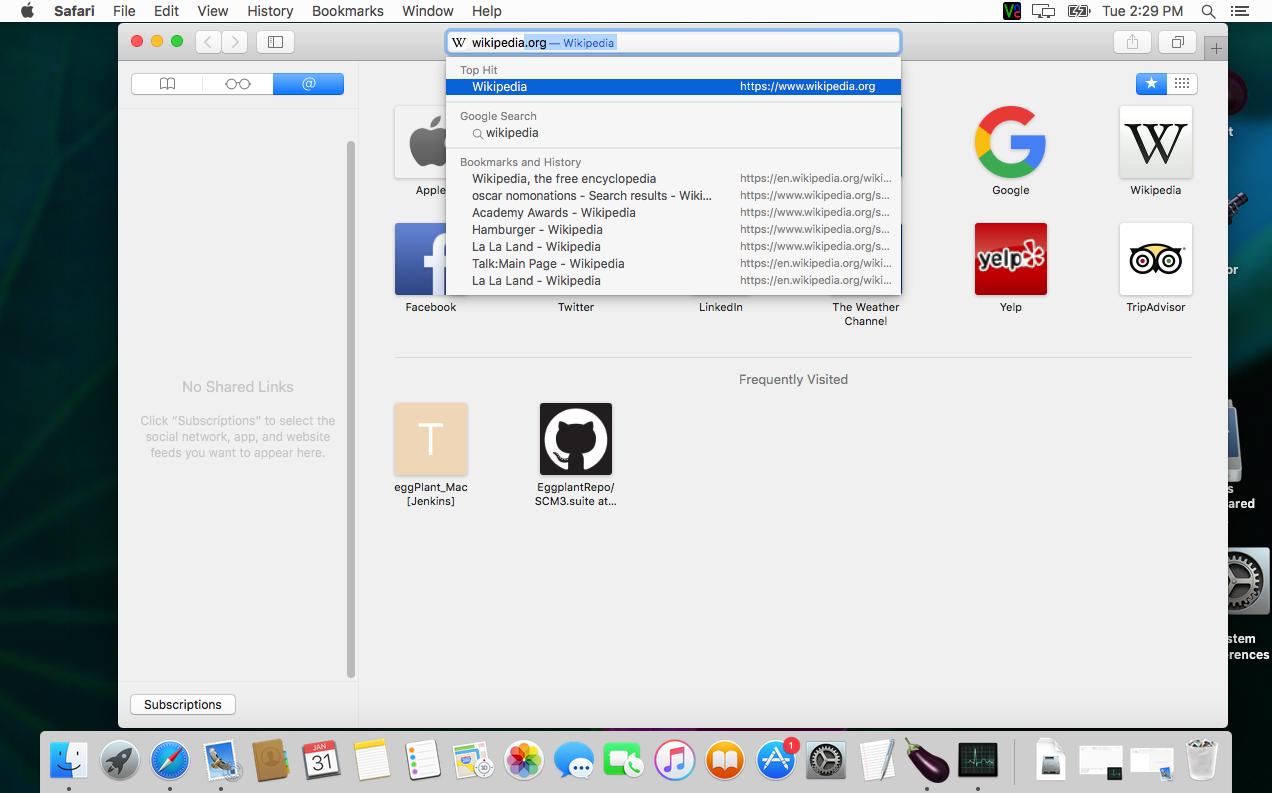 Safari File Edit View History Bookmarks Window Help Tue 2:29 PM
W wikipedia.org — Wikipedia
Top Hit
Wikipedia https://www.wikipedia.org
Google Search
wikipedia
Bookmarks and History
Wikipedia, the free encyclopedia https://en.wikipedia.org/wiki...
oscar nomonations - Search results - Wiki... https://www.wikipedia.org/s...
Academy Awards - Wikipedia https://www.wikipedia.org/s...
Hamburger - Wikipedia https://www.wikipedia.org/s...
La La Land - Wikipedia https://www.wikipedia.org/s...
Talk:Main Page - Wikipedia https://en.wikipedia.org/wiki...
La La Land - Wikipedia https://en.wikipedia.org/wiki...
@
W
Apple Google Wikipedia
f yelp
Facebook Twitter LinkedIn The Weather
Channel Yelp TripAdvisor
Frequently Visited
No Shared Links
Click “Subscriptions” to select the
social network, app, and website
feeds you want to appear here.
T
eggPlant_Mac
[Jenkins]
EggplantRepo/
SCM3.suite at...
Subscriptions
JAN
31
1